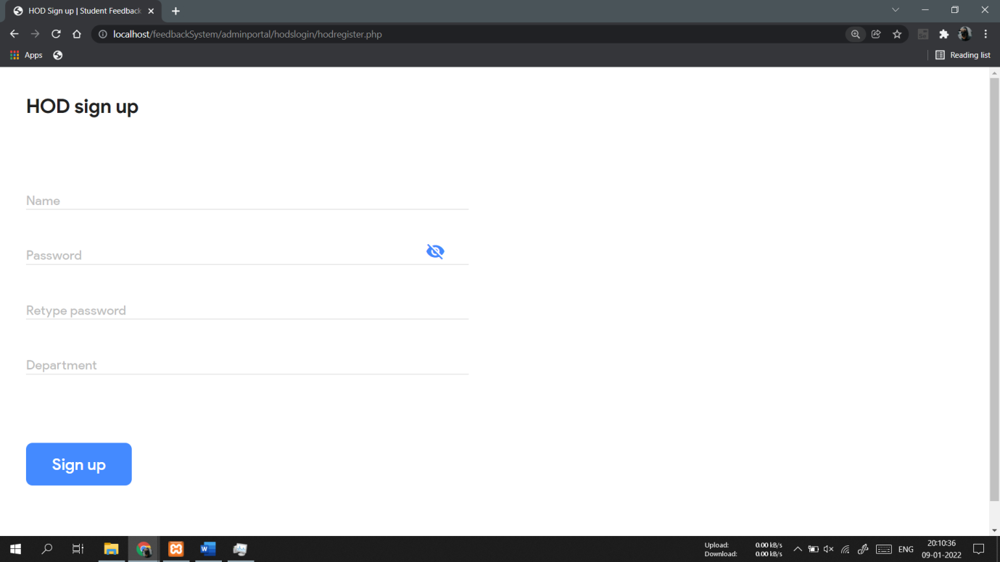 HOD Sign up | Student Feedback
localhost/feedbackSystem/adminportal/hodslogin/hodregister.php
Apps
Reading list
HOD sign up
Name
Password
Retype password
Department
Sign up
Upload: 0.00 kB/s
Download: 0.00 kB/s
ENG
20:10:36
09-01-2022